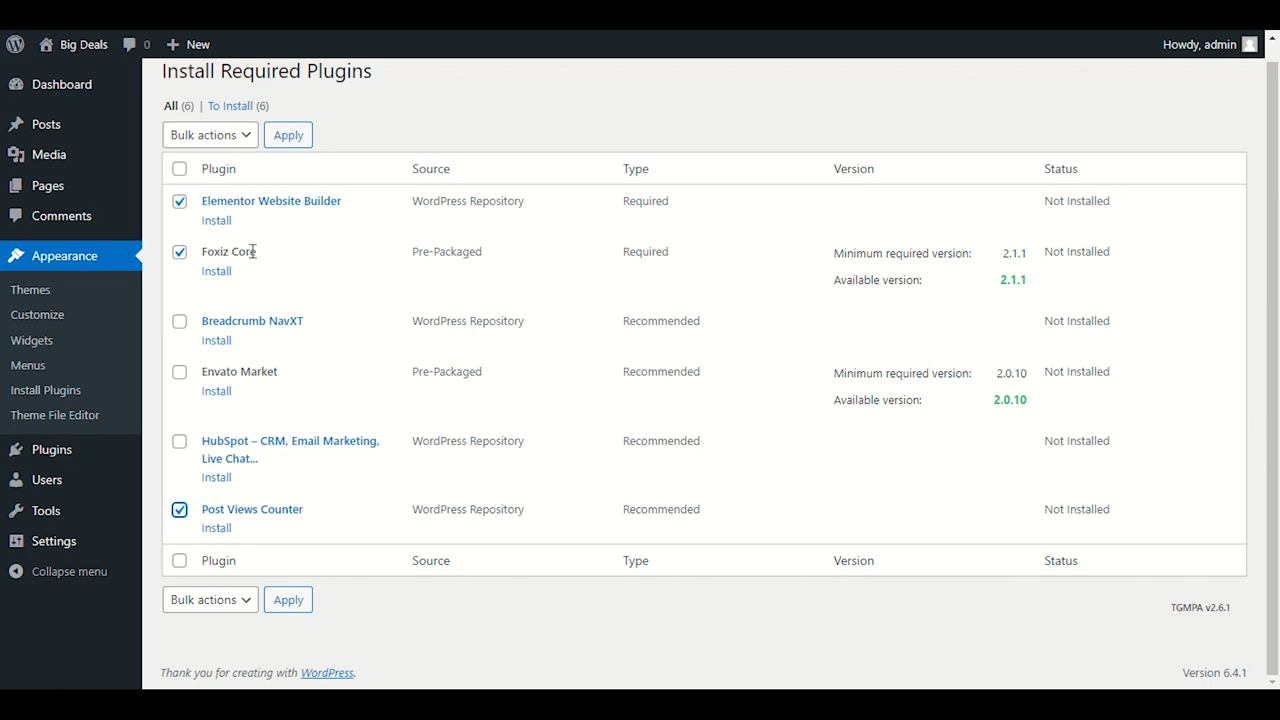 Big Deals 0 New Howdy, admin
Dashboard
Posts
Media
Pages
Comments
Appearance
Themes
Customize
Widgets
Menus
Install Plugins
Theme File Editor
Plugins
Users
Tools
Settings
Collapse menu
Install Required Plugins
All (6) | To Install (6)
Bulk actions Apply
Plugin Source Type Version Status
Elementor Website Builder WordPress Repository Required Not Installed
Install
Foxiz Core Pre-Packaged Required Minimum required version: 2.1.1 Not Installed
Install Available version: 2.1.1
Breadcrumb NavXT WordPress Repository Recommended Not Installed
Install
Envato Market Pre-Packaged Recommended Minimum required version: 2.0.10 Not Installed
Install Available version: 2.0.10
HubSpot – CRM, Email Marketing, WordPress Repository Recommended Not Installed
Live Chat...
Install
Post Views Counter WordPress Repository Recommended Not Installed
Install
Plugin Source Type Version Status
Bulk actions Apply
TGMPA v2.6.1
Thank you for creating with WordPress. Version 6.4.1